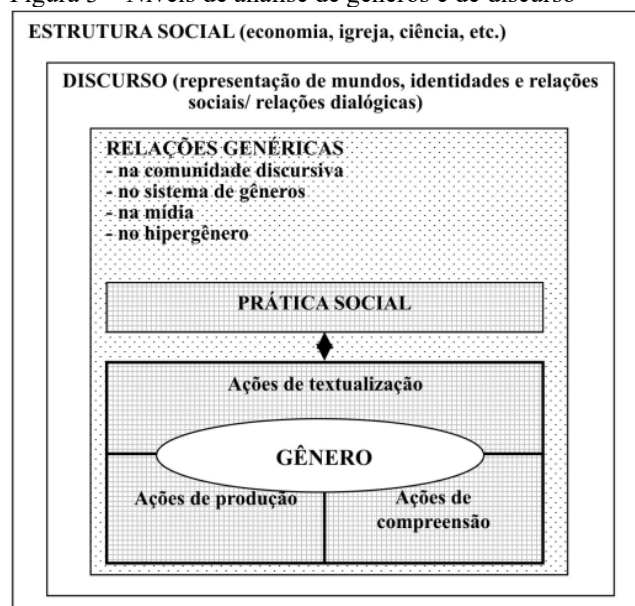 Figura 3 – Níveis de análise de gêneros e de discurso
ESTRUTURA SOCIAL (economia, igreja, ciência, etc.)
DISCURSO (representação de mundos, identidades e relações
sociais/ relações dialógicas)
RELAÇÕES GENÉRICAS
- na comunidade discursiva
- no sistema de gêneros
- na mídia
- no hipergênero
PRÁTICA SOCIAL
Ações de textualização
GÊNERO
Ações de produção
Ações de
compreensão